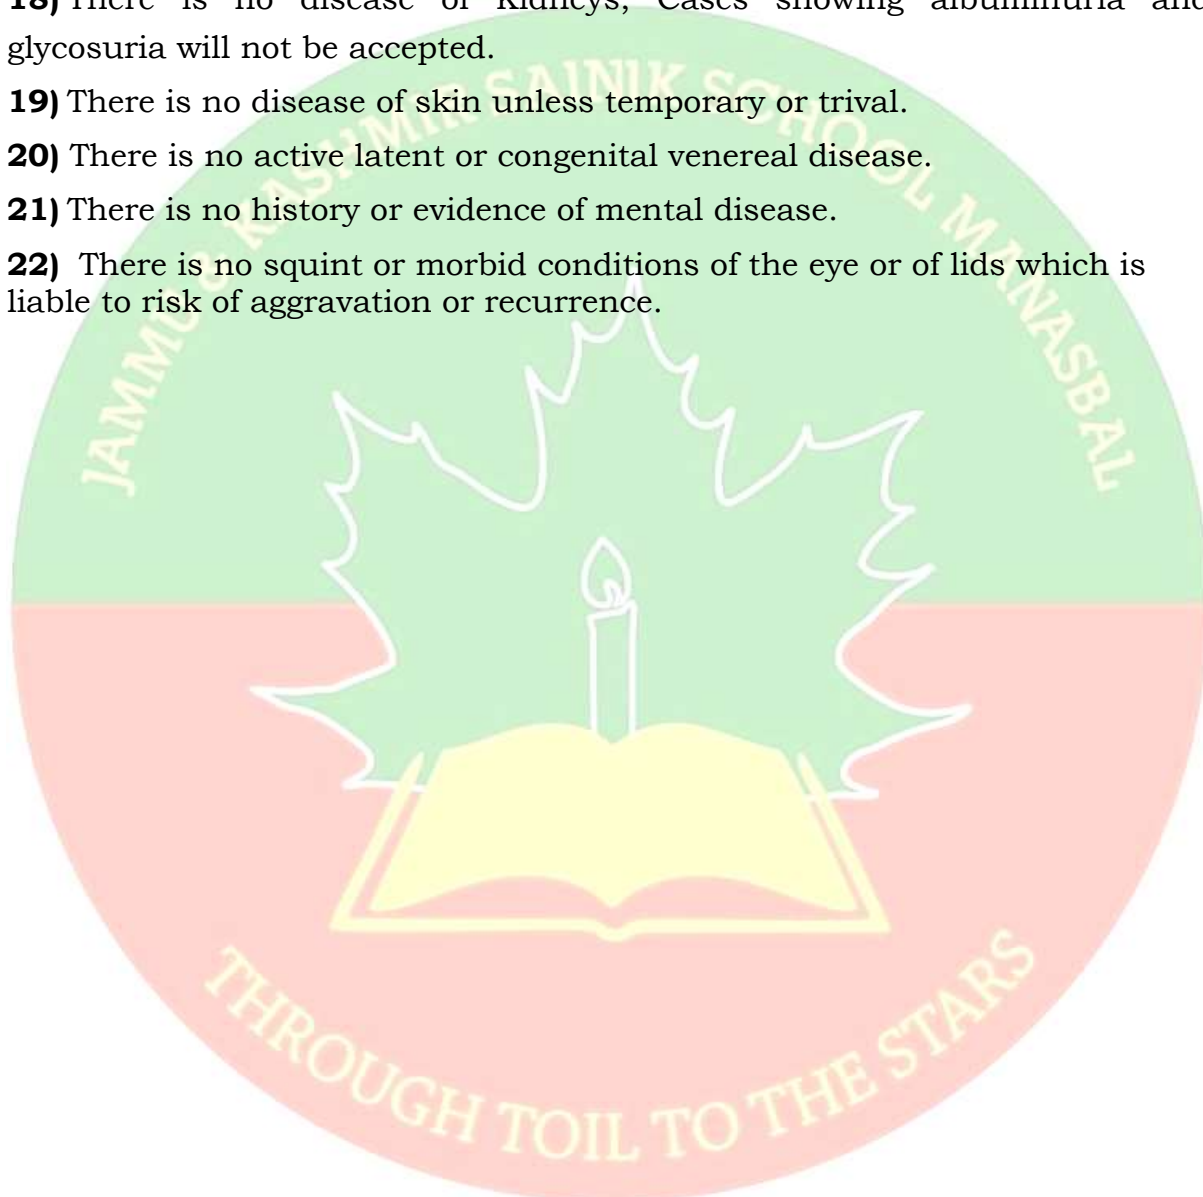 18) There is no disease of Kidneys, Cases showing albuminuria and
glycosuria will not be accepted.
19) There is no disease of skin unless temporary or trival.
20) There is no active latent or congenital venereal disease.
21) There is no history or evidence of mental disease.
22) There is no squint or morbid conditions of the eye or of lids which is
liable to risk of aggravation or recurrence.
JAMMU & KASHMIR SAINIK SCHOOL MANASBAL
THROUGH TOIL TO THE STARS